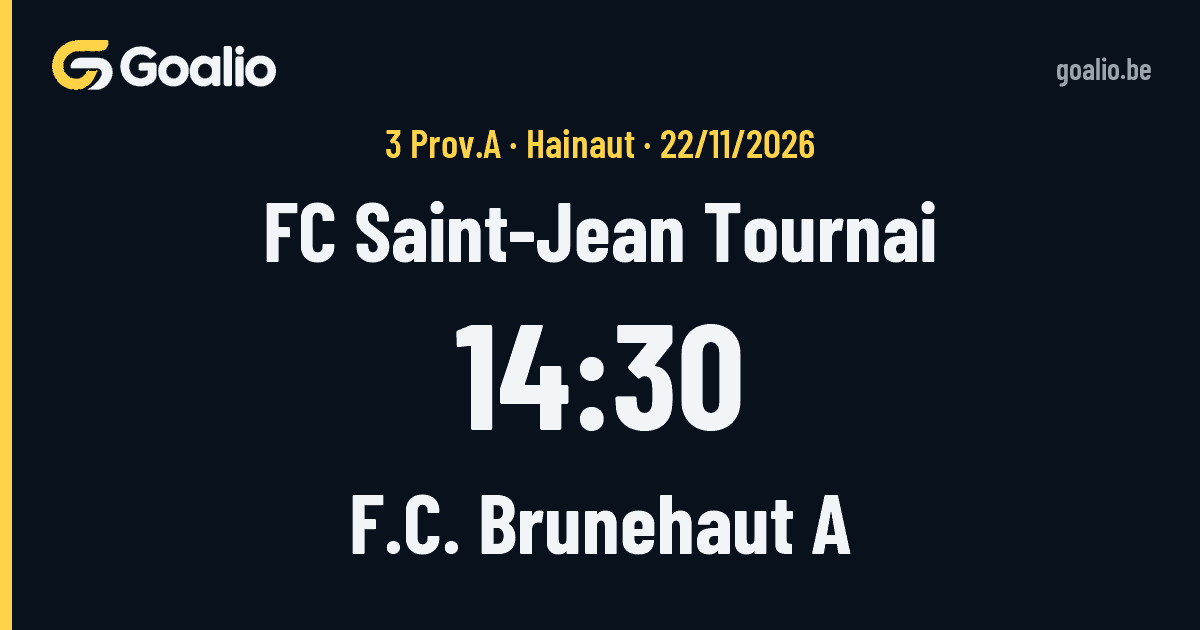 Goalio
goalio.be
3 Prov.A · Hainaut · 22/11/2026
FC Saint-Jean Tournai
14:30
F.C. Brunehaut A